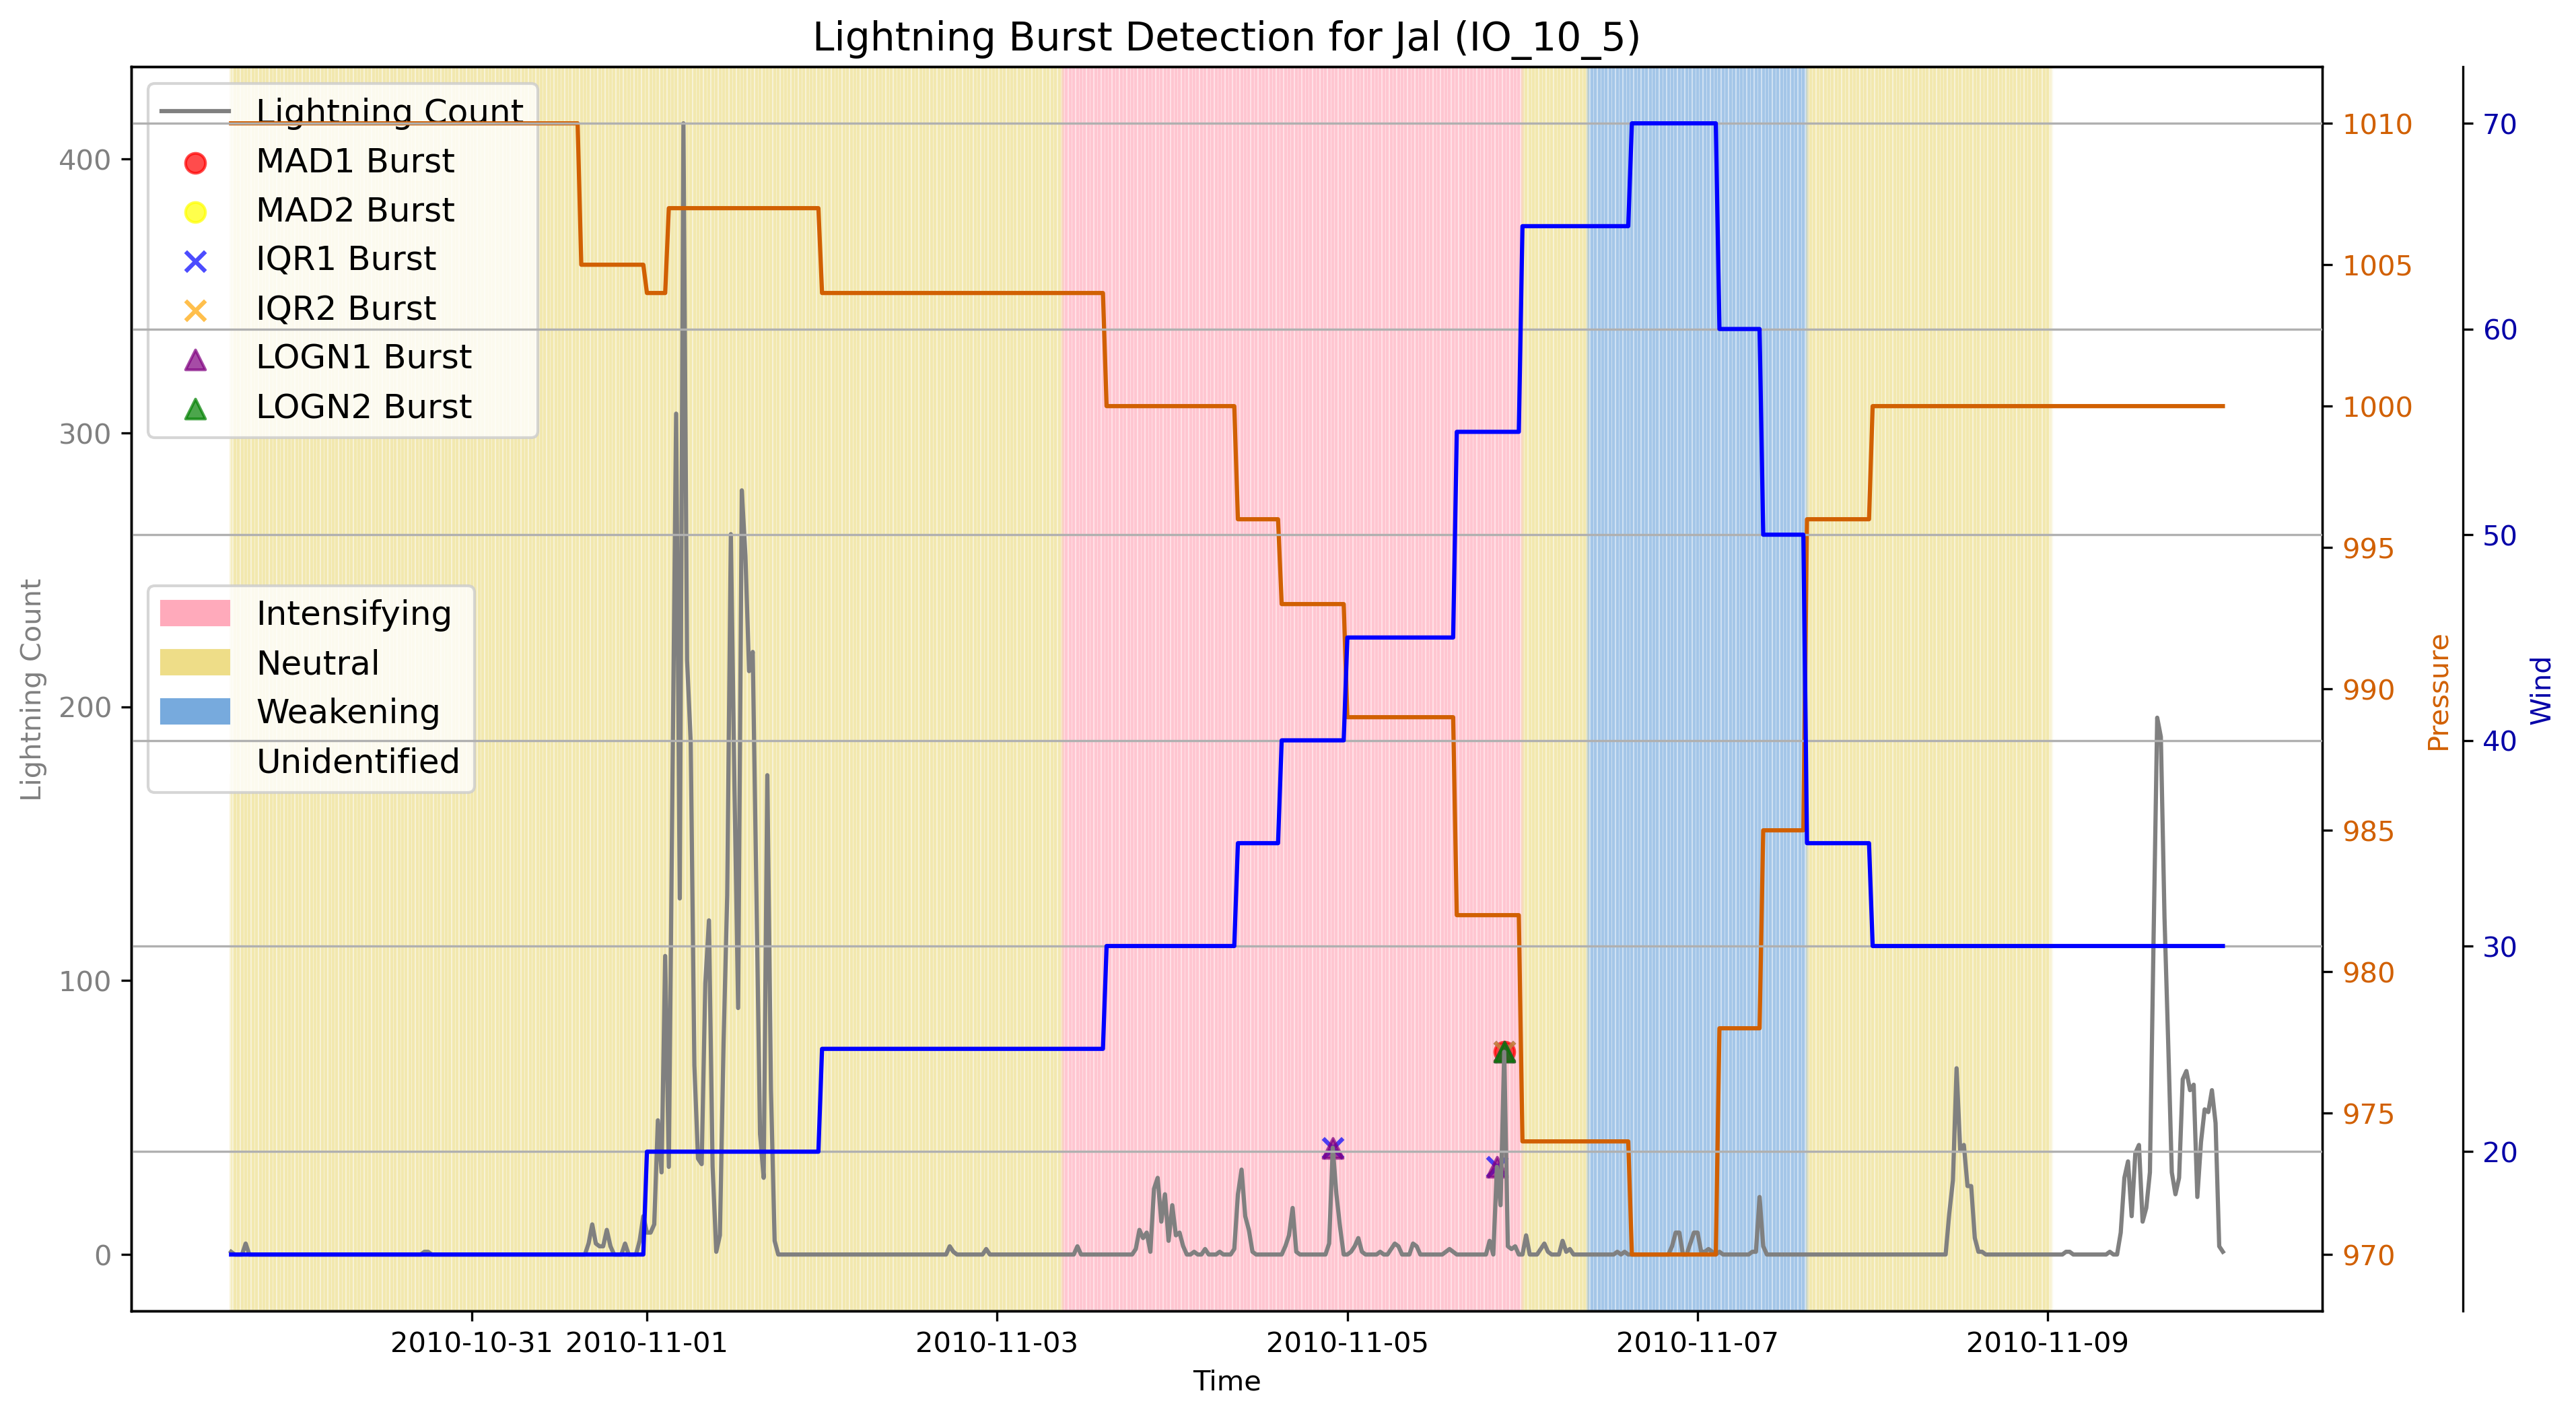 Lightning Burst Detection for Jal (IO_10_5)
Lightning Count
MAD1 Burst
MAD2 Burst
IQR1 Burst
IQR2 Burst
LOGN1 Burst
LOGN2 Burst
Intensifying
Neutral
Weakening
Unidentified
Lightning Count
400
300
200
100
0
2010-10-31
2010-11-01
2010-11-03
2010-11-05
2010-11-07
2010-11-09
Time
1010
1005
1000
995
990
985
980
975
970
Pressure
70
60
50
40
30
20
Wind